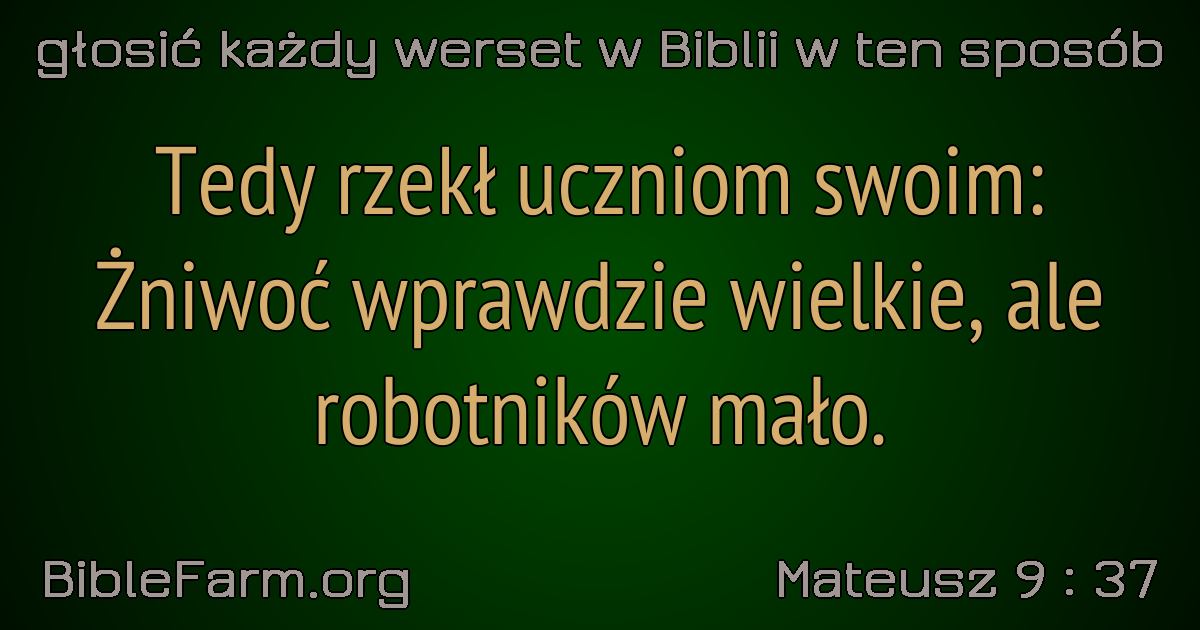 głosić każdy werset w Biblii w ten sposób
Tedy rzekł uczniom swoim:
Żniwoć wprawdzie wielkie, ale
robotników mało.
BibleFarm.org
Mateusz 9 : 37